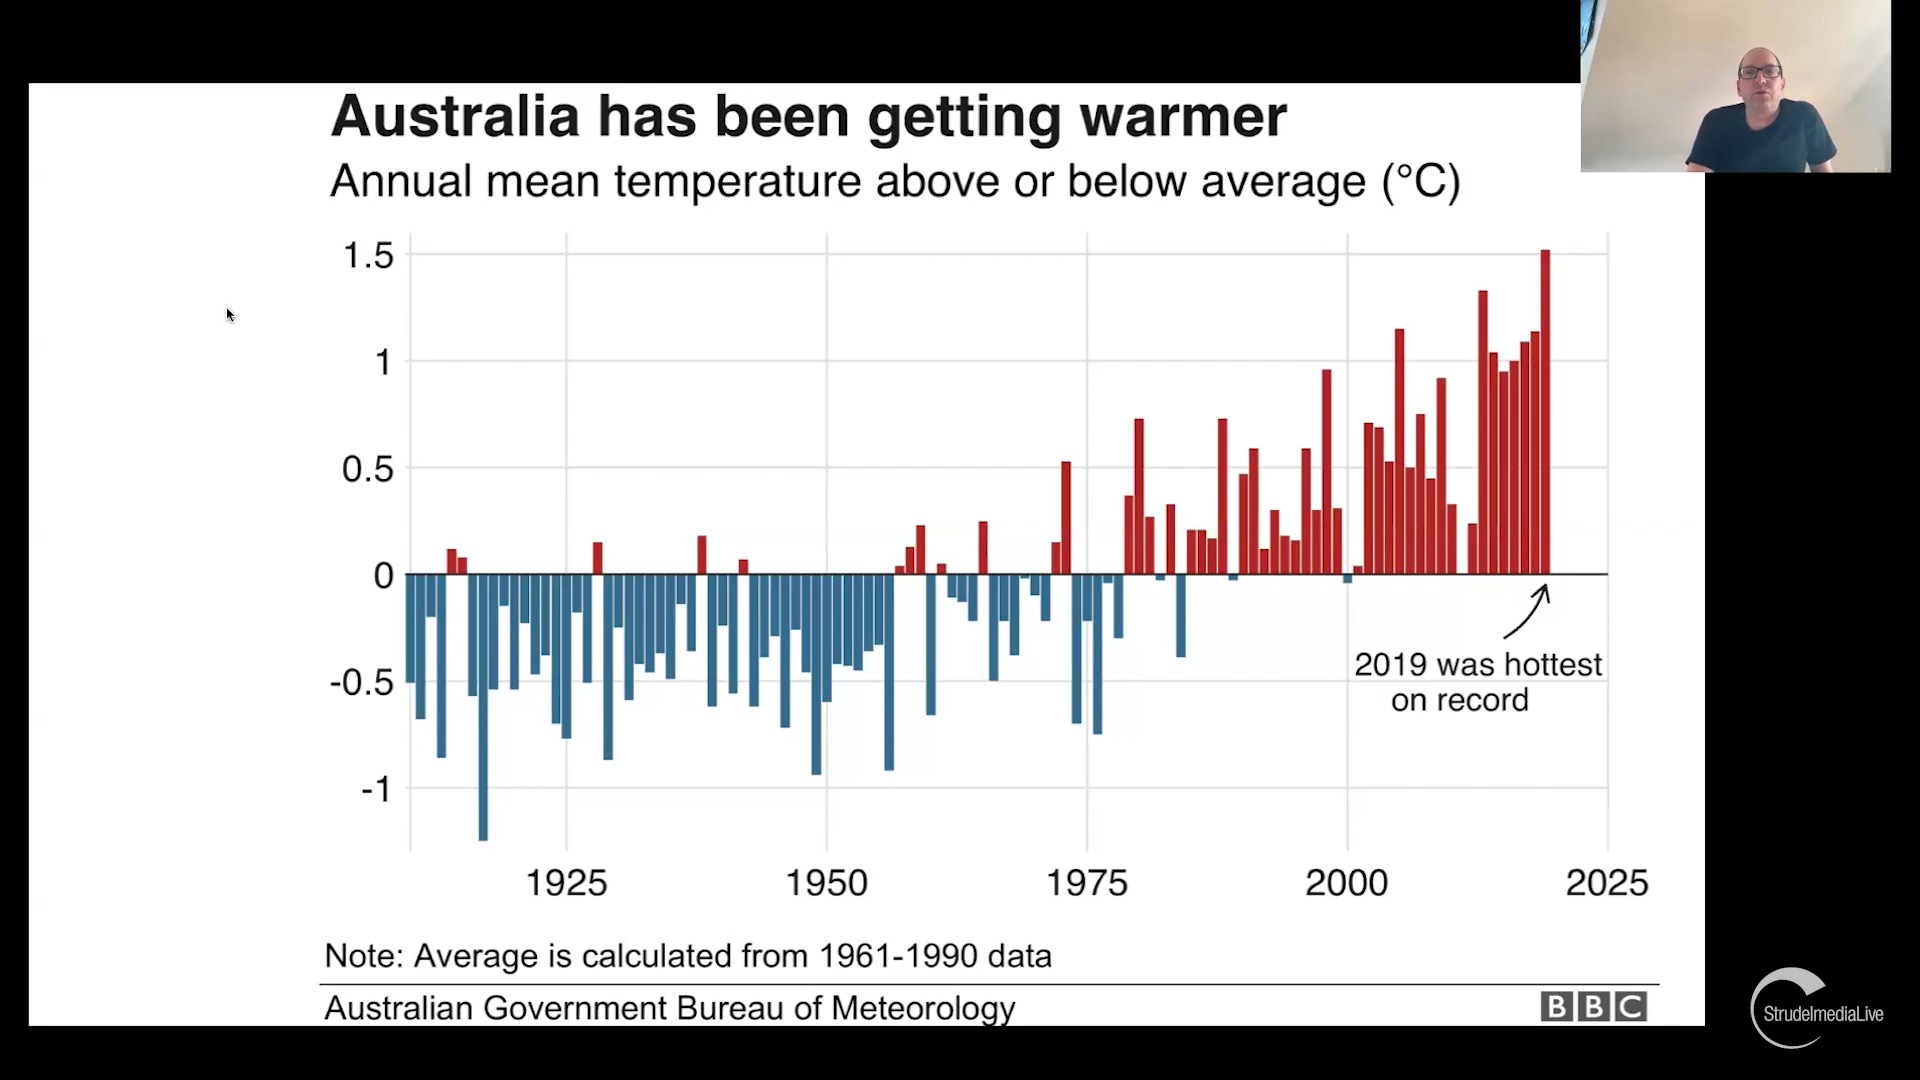 Australia has been getting warmer
Annual mean temperature above or below average (°C)
1.5
1
0.5
0
-0.5
-1
2019 was hottest
on record
1925 1950 1975 2000 2025
Note: Average is calculated from 1961-1990 data
Australian Government Bureau of Meteorology
BBC
StrudelmediaLive